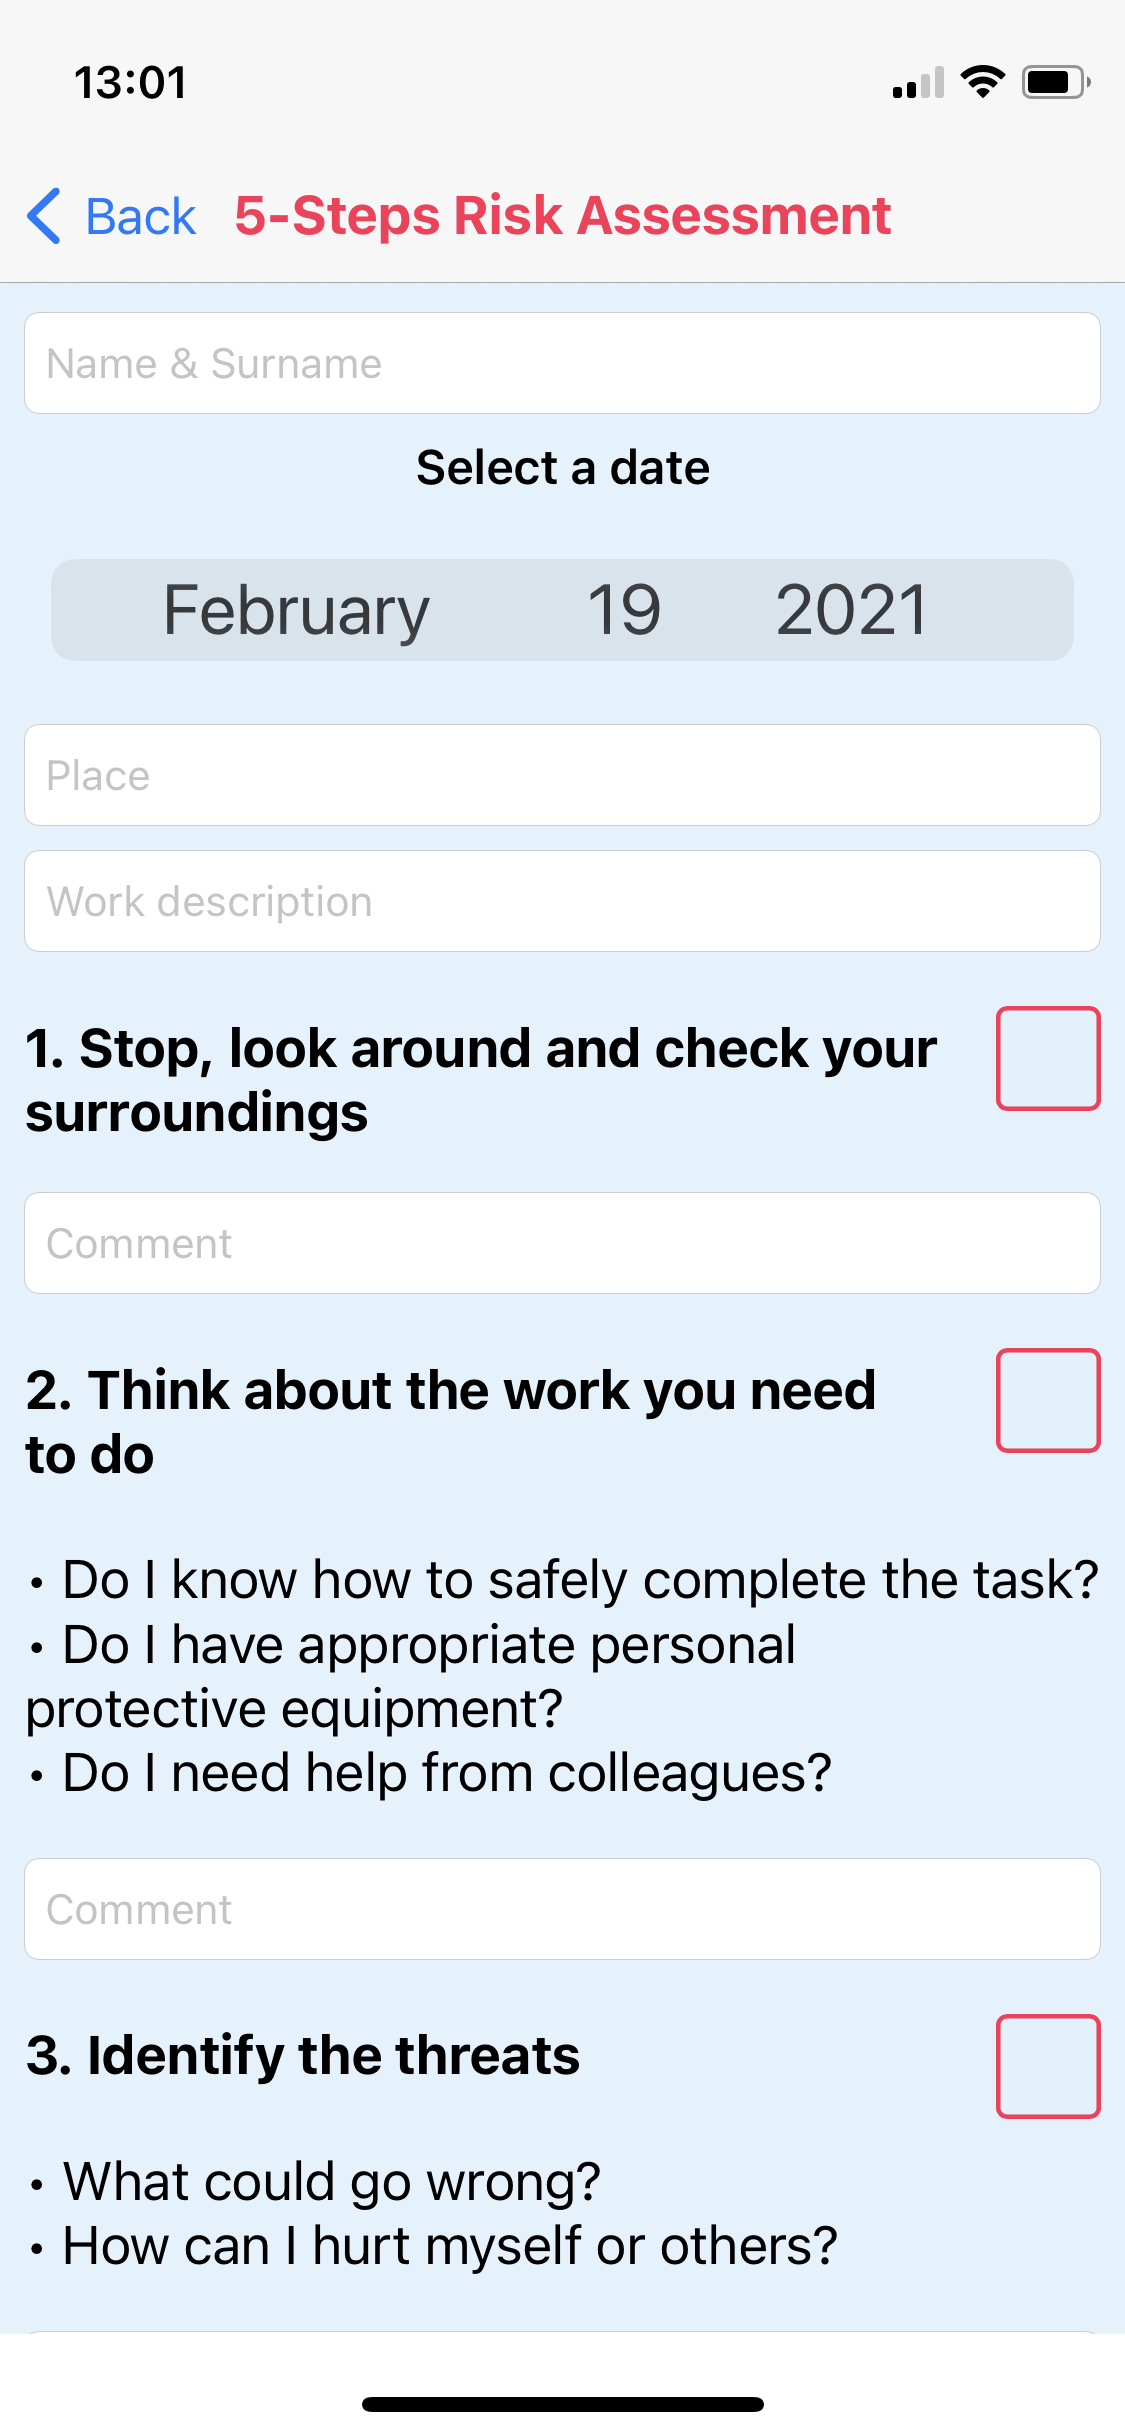 13:01
Back 5-Steps Risk Assessment
Name & Surname
Select a date
February 19 2021
Place
Work description
1. Stop, look around and check your
surroundings
Comment
2. Think about the work you need
to do
• Do I know how to safely complete the task?
• Do I have appropriate personal
protective equipment?
• Do I need help from colleagues?
Comment
3. Identify the threats
• What could go wrong?
• How can I hurt myself or others?